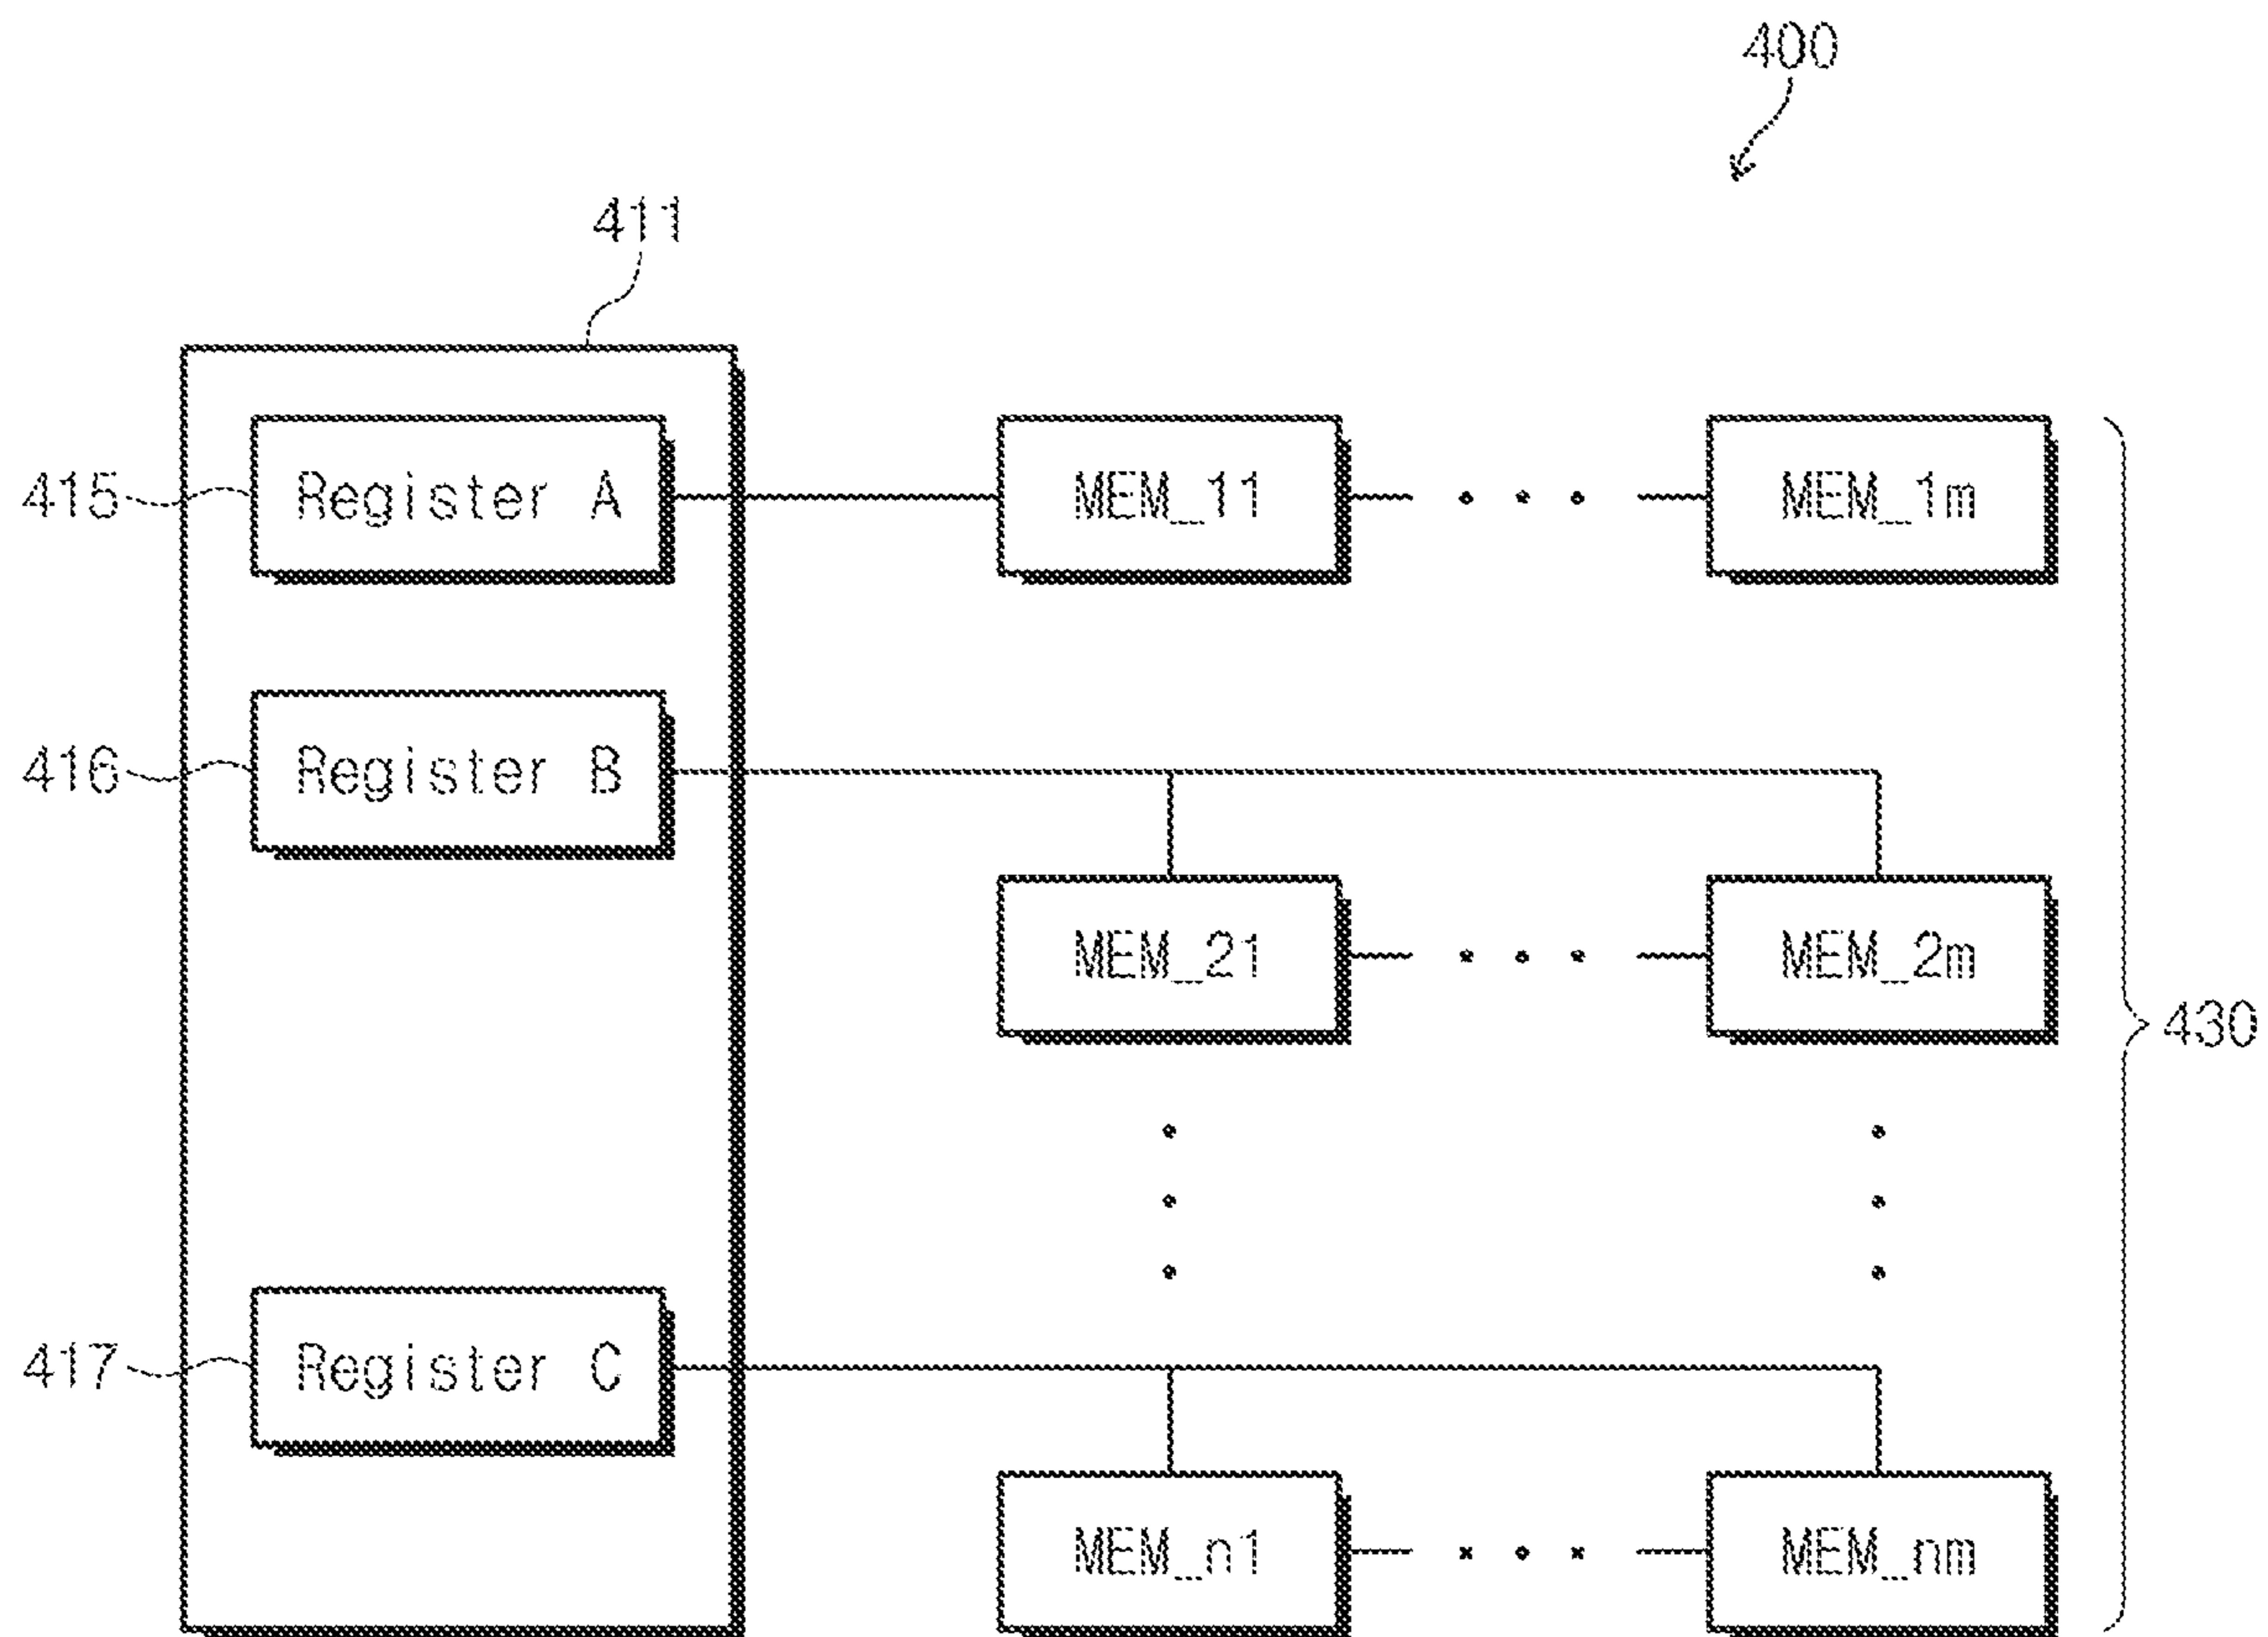 400
411
415
Register A
MEM_11
MEM_1m
416
Register B
MEM_21
MEM_2m
430
417
Register C
MEM_n1
MEM_nm